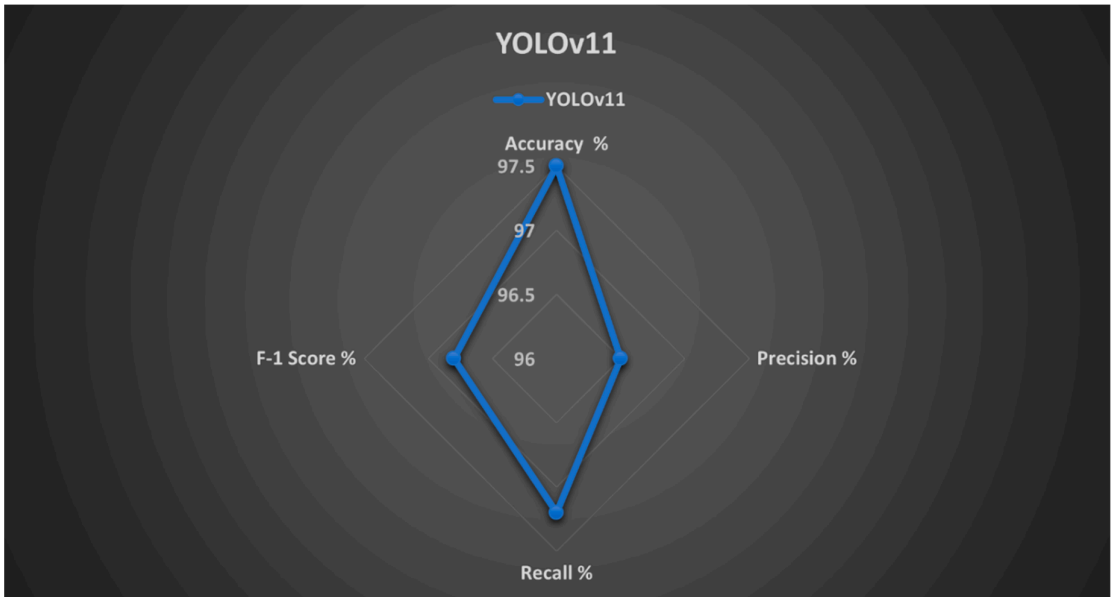 YOLOv11
YOLOv11
Accuracy %
97.5
97
96.5
F-1 Score %
96
Precision %
Recall %